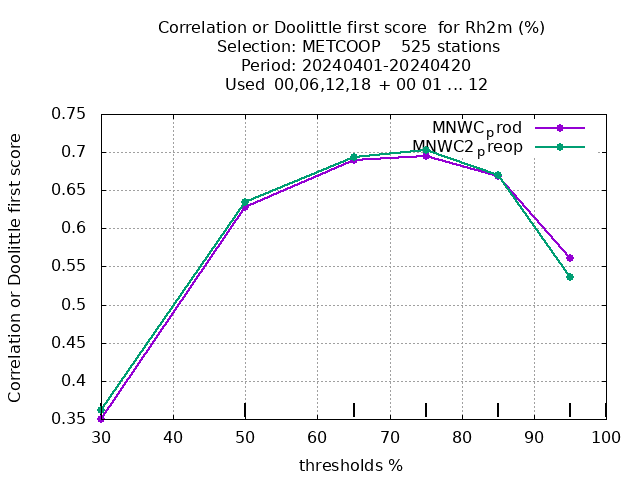 Correlation or Doolittle first score  for Rh2m (%)
Selection: METCOOP    525 stations
Period: 20240401-20240420
Used  00,06,12,18 + 00 01 ... 12
Correlation or Doolittle first score
0.75
0.7
0.65
0.6
0.55
0.5
0.45
0.4
0.35
MNWCprod
MNWC2preop
30 40 50 60 70 80 90 100
thresholds %